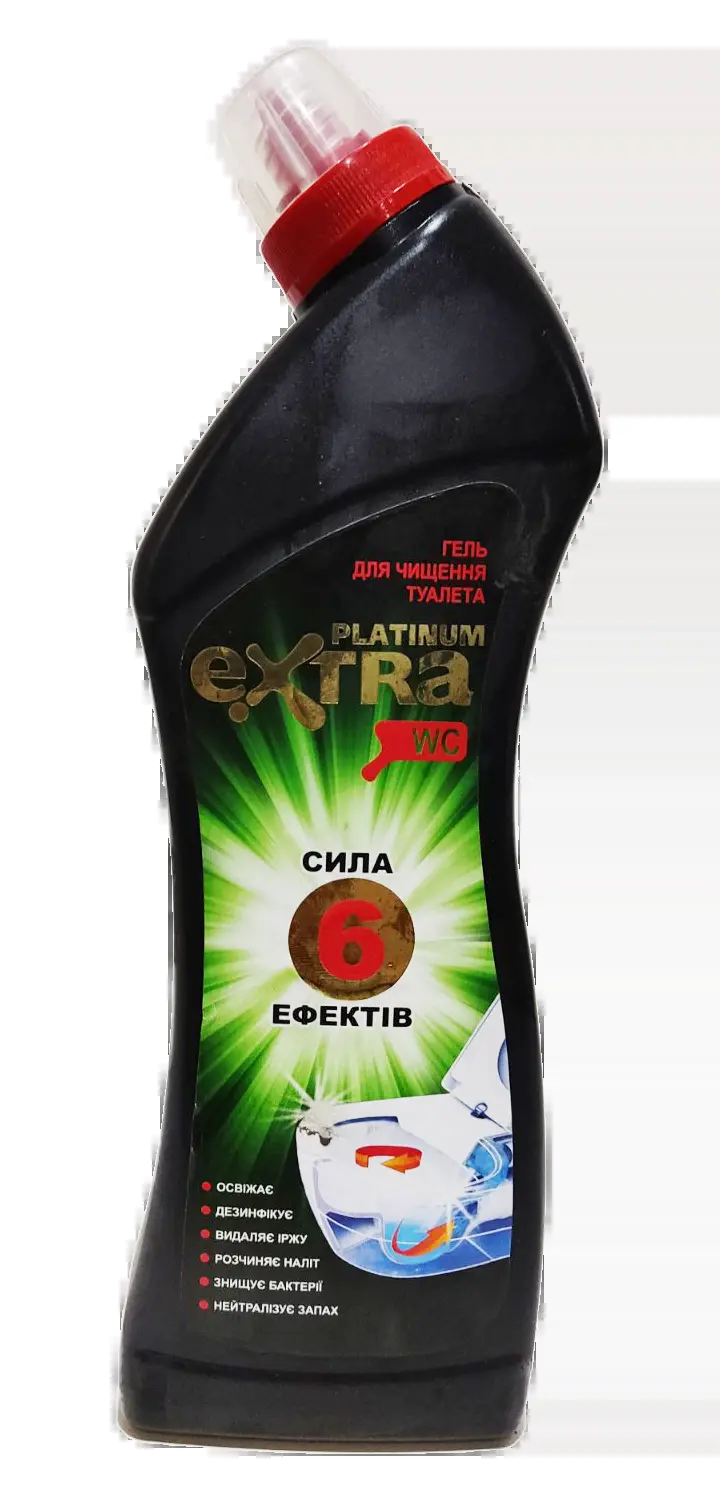 ГЕЛЬ
ДЛЯ ЧИЩЕННЯ
ТУАЛЕТА
PLATINUM
eXTRa
WC
СИЛА
6
ЕФЕКТІВ
ОСВІЖАЄ
ДЕЗИНФІКУЄ
ВИДАЛЯЄ ІРЖУ
РОЗЧИНЯЄ НАЛІТ
ЗНИЩУЄ БАКТЕРІЇ
НЕЙТРАЛІЗУЄ ЗАПАХ